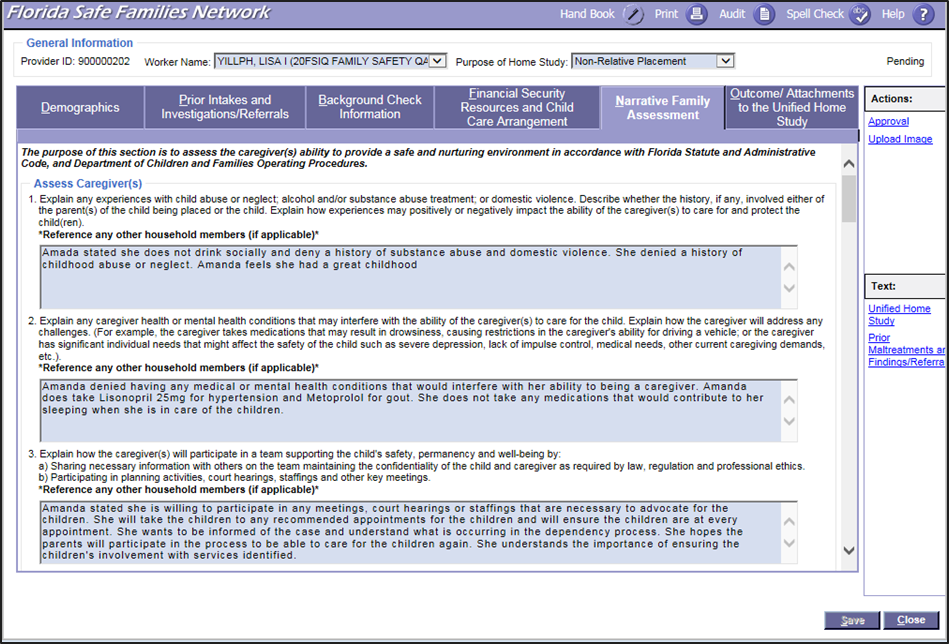 Florida Safe Families Network
Hand Book Print Audit Spell Check abc Help ?
General Information
Provider ID: 900000202 Worker Name: YILLPH, LISA I (20FSIQ FAMILY SAFETY QA Purpose of Home Study: Non-Relative Placement Pending
Demographics
Prior Intakes and
Investigations/Referrals
Background Check
Information
Financial Security
Resources and Child
Care Arrangement
Narrative Family
Assessment
Outcome/ Attachments
to the Unified Home
Study
Actions:
Approval
Upload Image
The purpose of this section is to assess the caregiver(s) ability to provide a safe and nurturing environment in accordance with Florida Statute and Administrative
Code, and Department of Children and Families Operating Procedures.
Assess Caregiver(s)
1. Explain any experiences with child abuse or neglect; alcohol and/or substance abuse treatment; or domestic violence. Describe whether the history, if any, involved either of
the parent(s) of the child being placed or the child. Explain how experiences may positively or negatively impact the ability of the caregiver(s) to care for and protect the
child(ren).
*Reference any other household members (if applicable)*
Amada stated she does not drink socially and deny a history of substance abuse and domestic violence. She denied a history of
childhood abuse or neglect. Amanda feels she had a great childhood
2. Explain any caregiver health or mental health conditions that may interfere with the ability of the caregiver(s) to care for the child. Explain how the caregiver will address any
challenges. (For example, the caregiver takes medications that may result in drowsiness, causing restrictions in the caregiver's ability for driving a vehicle; or the caregiver
has significant individual needs that might affect the safety of the child such as severe depression, lack of impulse control, medical needs, other current caregiving demands,
etc.).
*Reference any other household members (if applicable)*
Amanda denied having any medical or mental health conditions that would interfere with her ability to being a caregiver. Amanda
does take Lisonopril 25mg for hypertension and Metoprolol for gout. She does not take any medications that would contribute to her
sleeping when she is in care of the children.
3. Explain how the caregiver(s) will participate in a team supporting the child's safety, permanency and well-being by:
a) Sharing necessary information with others on the team maintaining the confidentiality of the child and caregiver as required by law, regulation and professional ethics.
b) Participating in planning activities, court hearings, staffings and other key meetings.
*Reference any other household members (if applicable)*
Amanda stated she is willing to participate in any meetings, court hearings or staffings that are necessary to advocate for the
children. She will take the children to any recommended appointments for the children and will ensure the children are at every
appointment. She wants to be informed of the case and understand what is occurring in the dependency process. She hopes the
parents will participate in the process to be able to care for the children again. She understands the importance of ensuring the
children's involvement with services identified.
Text:
Unified Home
Study
Prior
Maltreatments an
Findings/Referra
Save Close